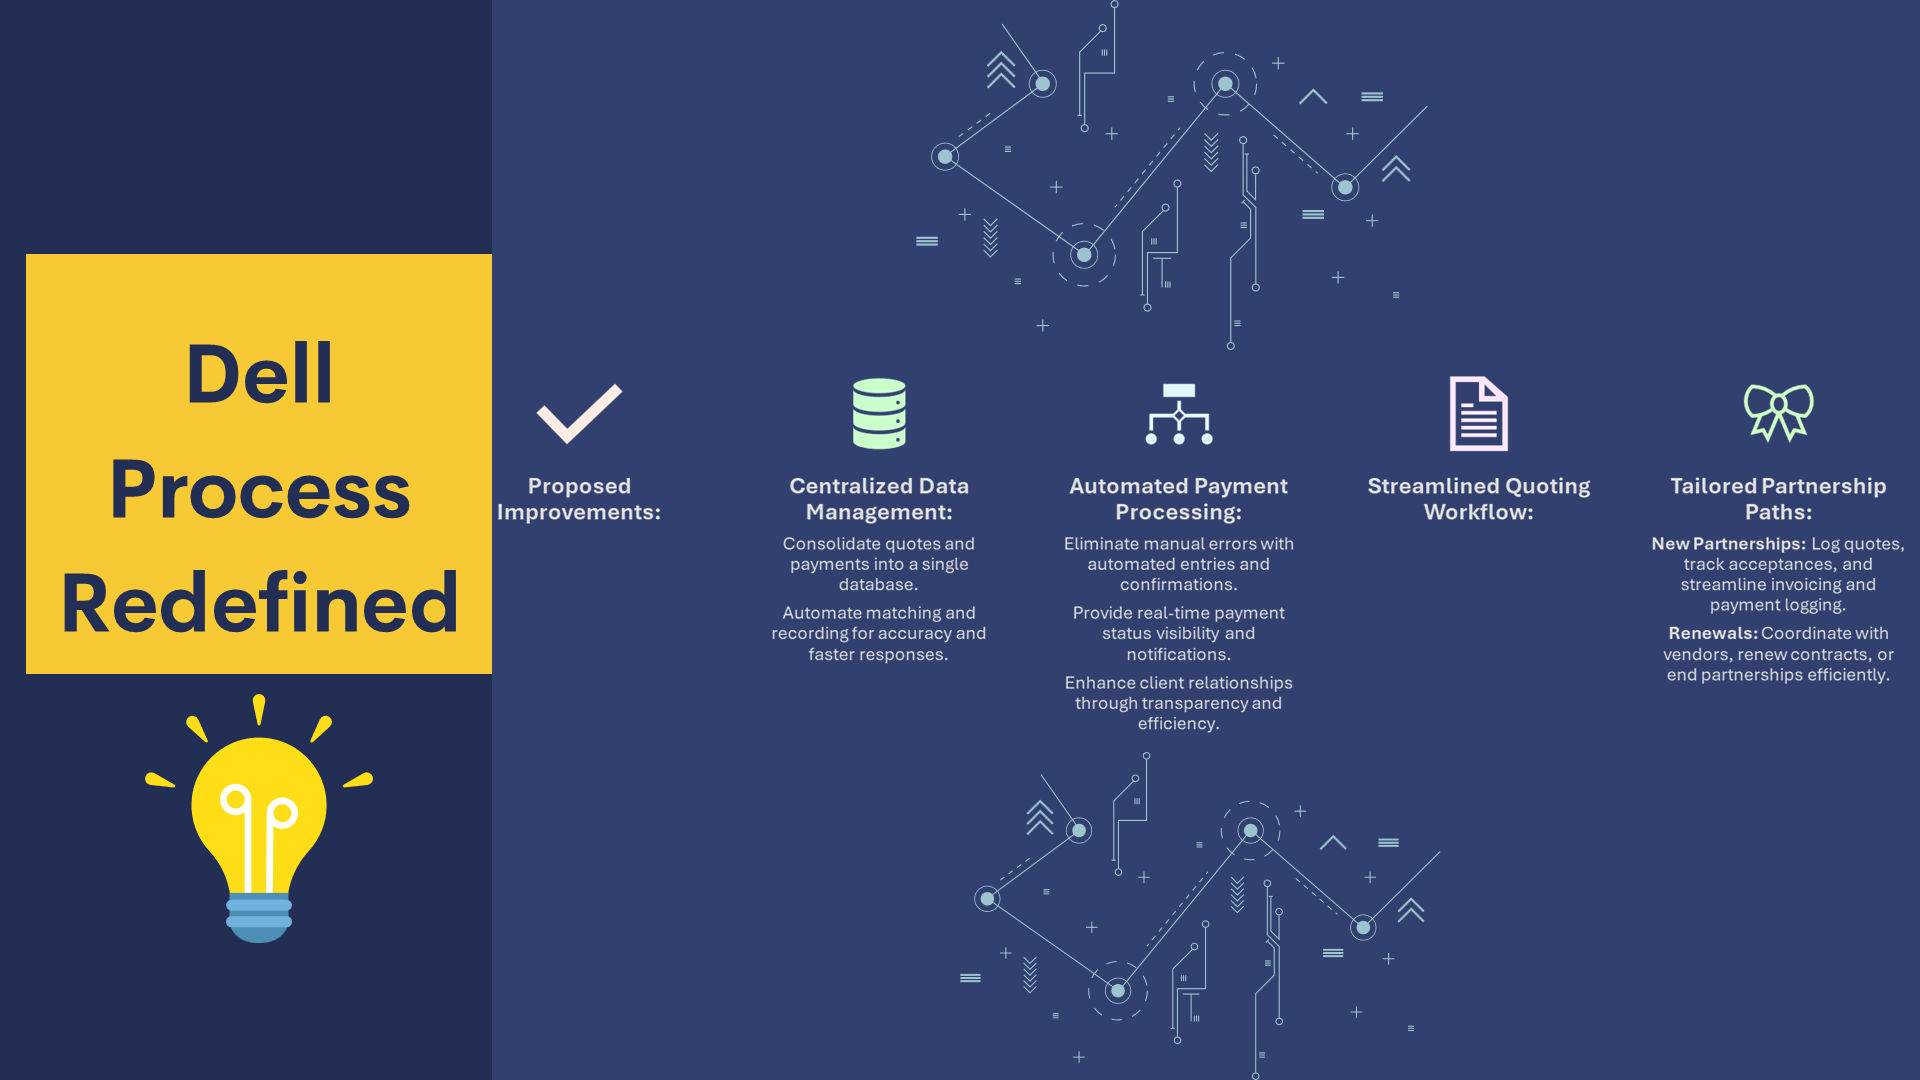 Dell
Process
Redefined
Proposed
Improvements:
Centralized Data
Management:
Consolidate quotes and
payments into a single
database.
Automate matching and
recording for accuracy and
faster responses.
Automated Payment
Processing:
Eliminate manual errors with
automated entries and
confirmations.
Provide real-time payment
status visibility and
notifications.
Enhance client relationships
through transparency and
efficiency.
Streamlined Quoting
Workflow:
Tailored Partnership
Paths:
New Partnerships: Log quotes,
track acceptances, and
streamline invoicing and
payment logging.
Renewals: Coordinate with
vendors, renew contracts, or
end partnerships efficiently.